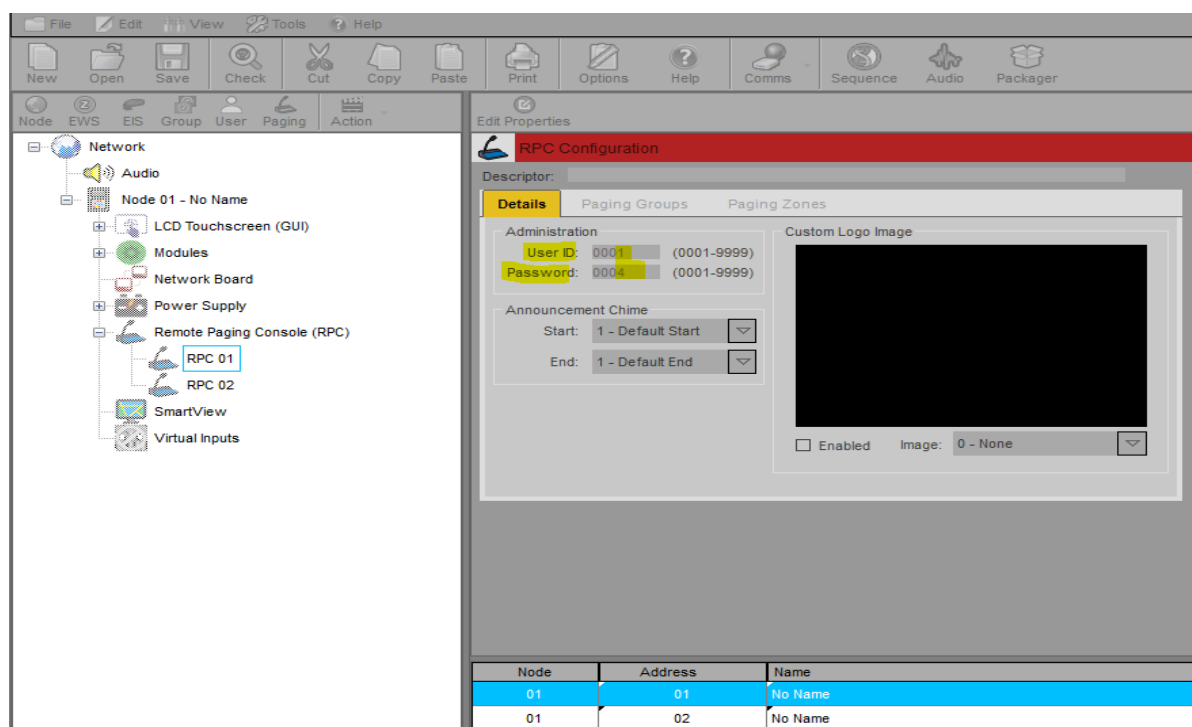 File Edit View Tools Help
New Open Save Check Cut Copy Paste Print Options Help Comms Sequence Audio Packager
Node EWS EIS Group User Paging Action
Edit Properties
Network
Audio
Node 01 - No Name
LCD Touchscreen (GUI)
Modules
Network Board
Power Supply
Remote Paging Console (RPC)
RPC 01
RPC 02
SmartView
Virtual Inputs
RPC Configuration
Descriptor:
Details Paging Groups Paging Zones
Administration
User ID: 0001 (0001-9999)
Password: 0004 (0001-9999)
Announcement Chime
Start: 1 - Default Start
End: 1 - Default End
Custom Logo Image
Enabled Image: 0 - None
Node Address Name
01 01 No Name
01 02 No Name